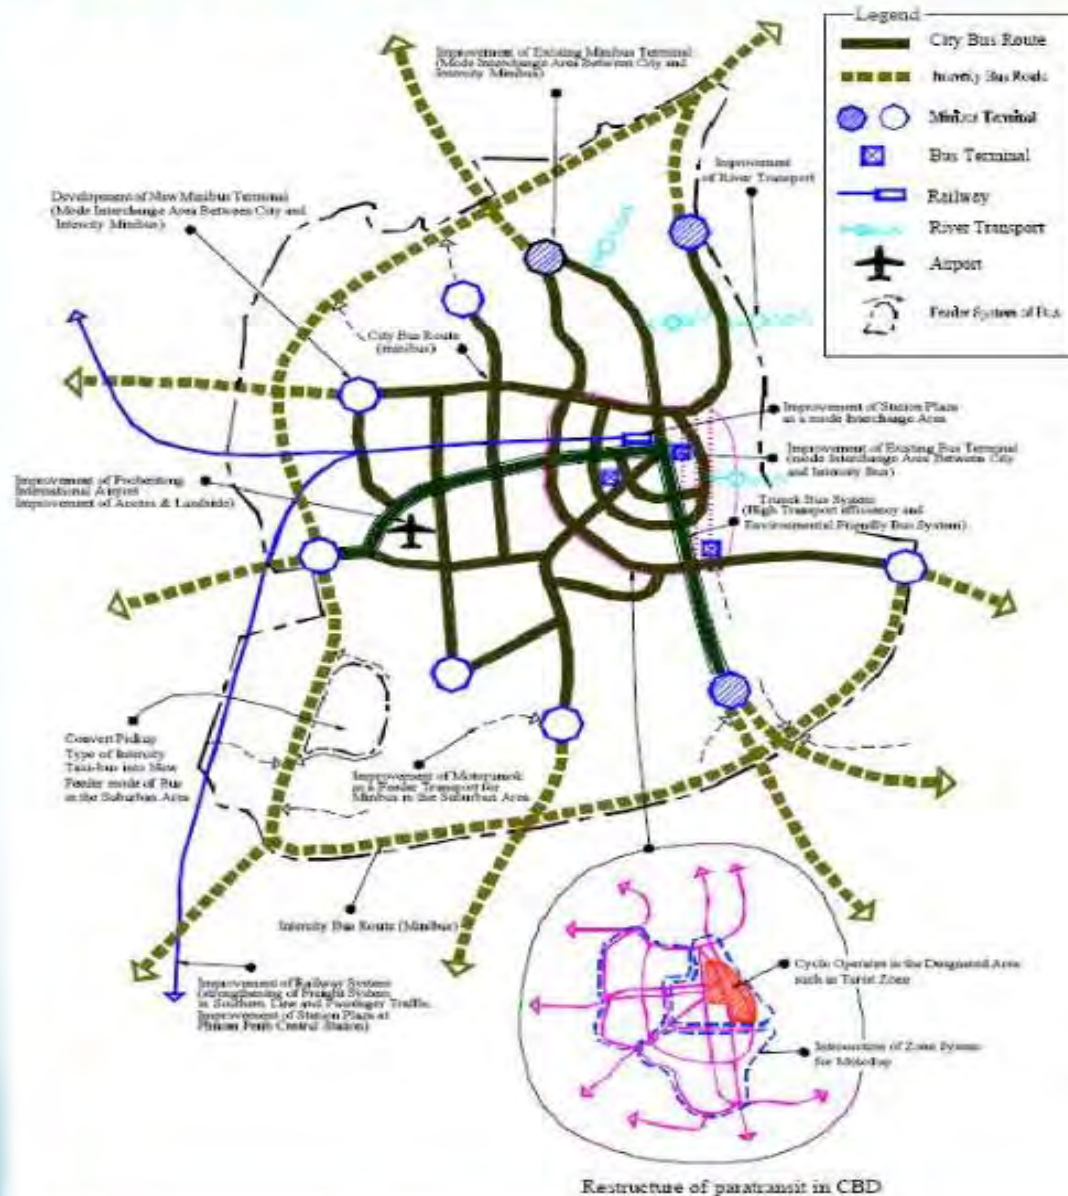 Legend
City Bus Route
Intercity Bus Route
Minibus Terminal
Bus Terminal
Railway
River Transport
Airport
Feeder System of Bus
Improvement of Existing Minibus Terminal
(Mode Interchange Area Between City and
Intercity Minibus)
Improvement
of River Transport
Development of New Minibus Terminal
(Mode Interchange Area Between City and
Intercity Minibus)
City Bus Route
(minibus)
Improvement of Station Plaza
as a mode Interchange Area
Improvement of Existing Bus Terminal
(mode Interchange Area Between City
and Intercity Bus)
Improvement of Pochentong
International Airport
Improvement of Access & Landside)
Trunck Bus System
(High Transport efficiency and
Environmental Friendly Bus System)
Convert Pickup
Type of Intercity
Taxi-bus into New
Feeder mode of Bus
in the Suburban Area
Improvement of Motorumok
as a Feeder Transport for
Minibus in the Suburban Area
Intercity Bus Route (Minibus)
Improvement of Railway System
(strengthening of Freight System
in Southern Line and Passenger Traffic,
Improvement of Station Plaza at
Phnom Penh Central Station)
Cyclo Operates in the Designated Area
such as Turist Zone
Introduction of Zone System
for Motodop
Restructure of paratransit in CBD